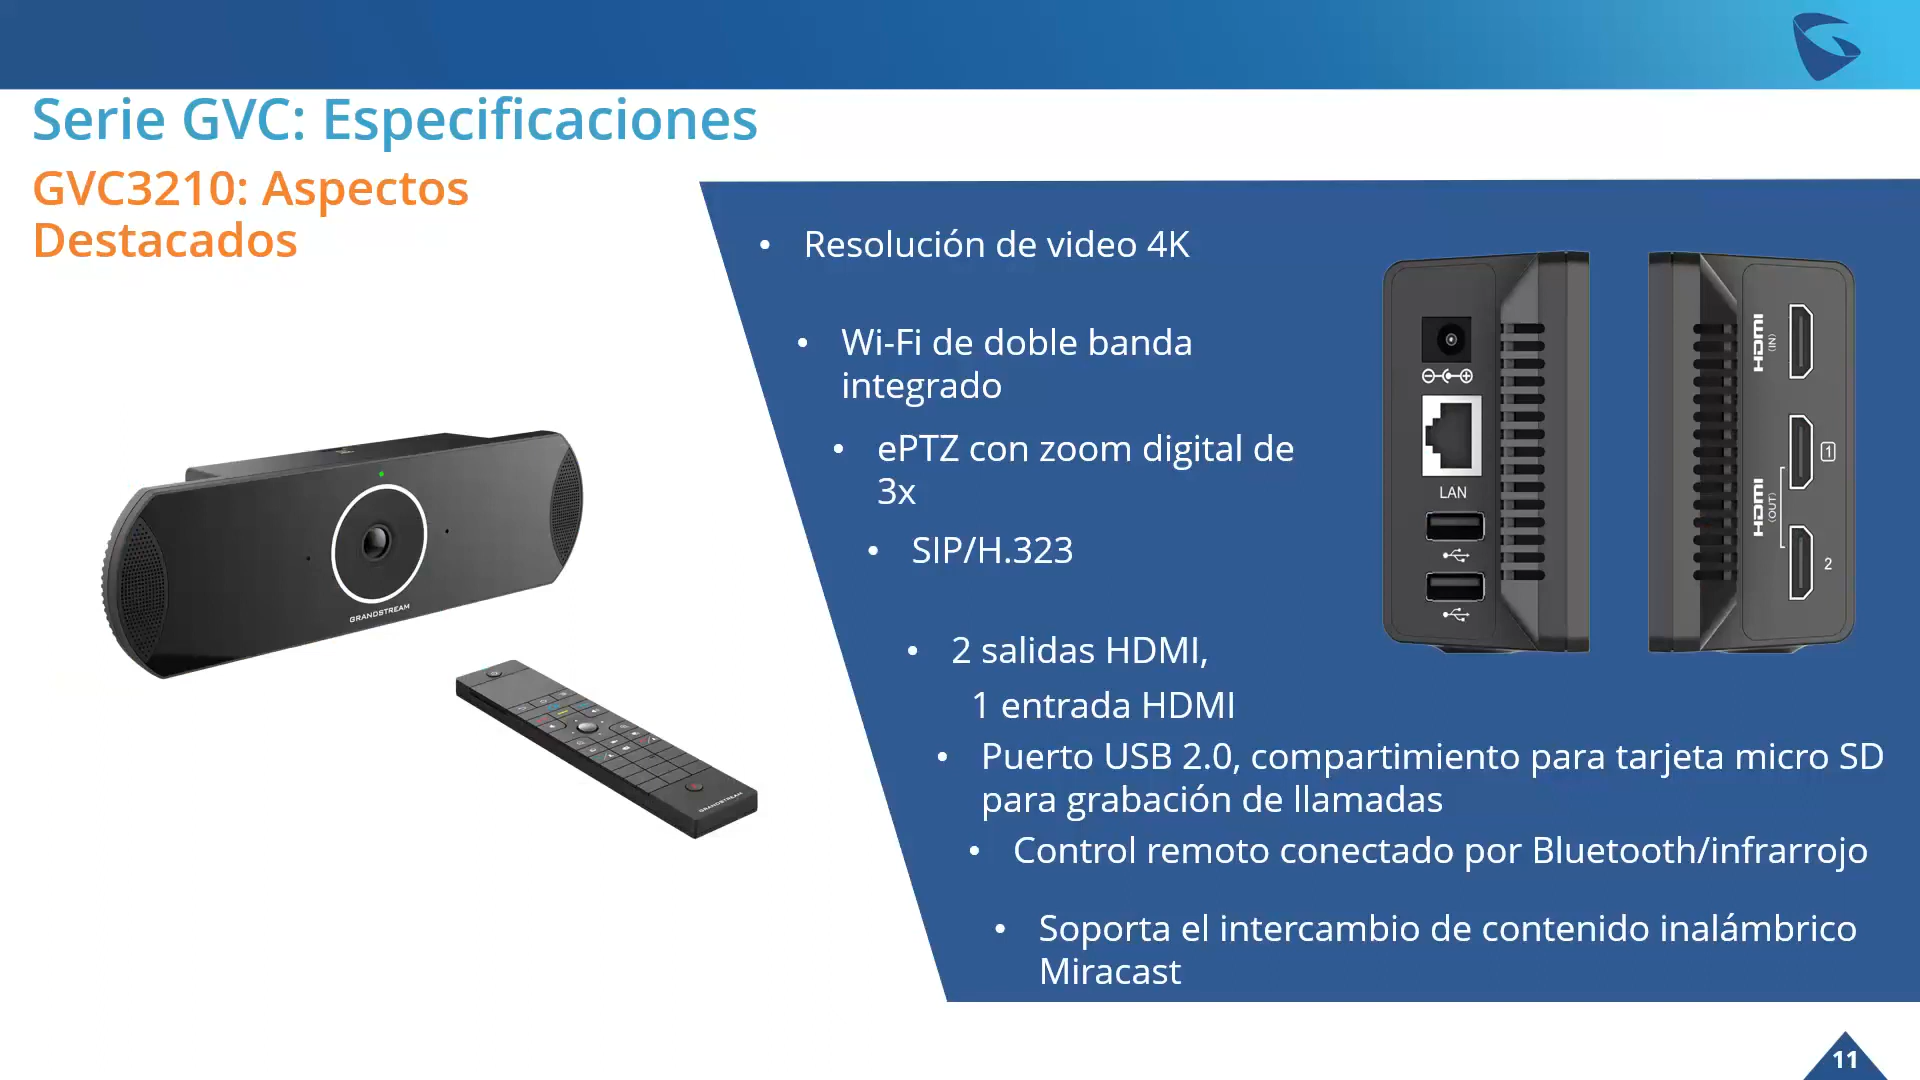 Serie GVC: Especificaciones
GVC3210: Aspectos
Destacados
• Resolución de video 4K
• Wi-Fi de doble banda
integrado
• ePTZ con zoom digital de
3x
• SIP/H.323
• 2 salidas HDMI,
1 entrada HDMI
• Puerto USB 2.0, compartimiento para tarjeta micro SD
para grabación de llamadas
• Control remoto conectado por Bluetooth/infrarrojo
• Soporta el intercambio de contenido inalámbrico
Miracast
GRANDSTREAM
GRANDSTREAM
LAN
HDMI
(IN)
HDMI
(OUT)
1
2
11